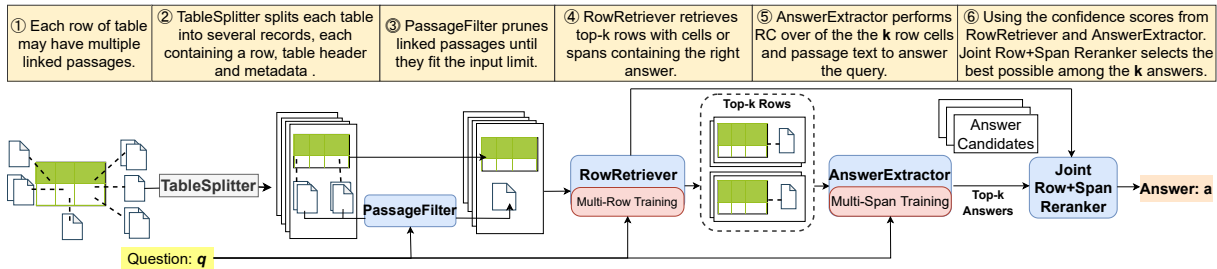 ① Each row of table
may have multiple
linked passages.
② TableSplitter splits each table
into several records, each
containing a row, table header
and metadata .
③ PassageFilter prunes
linked passages until
they fit the input limit.
④ RowRetriever retrieves
top-k rows with cells or
spans containing the right
answer.
⑤ AnswerExtractor performs
RC over of the the k row cells
and passage text to answer
the query.
⑥ Using the confidence scores from
RowRetriever and AnswerExtractor.
Joint Row+Span Reranker selects the
best possible among the k answers.
TableSplitter
PassageFilter
RowRetriever
Multi-Row Training
Top-k Rows
AnswerExtractor
Multi-Span Training
Answer
Candidates
Top-k
Answers
Joint
Row+Span
Reranker
Answer: a
Question: q